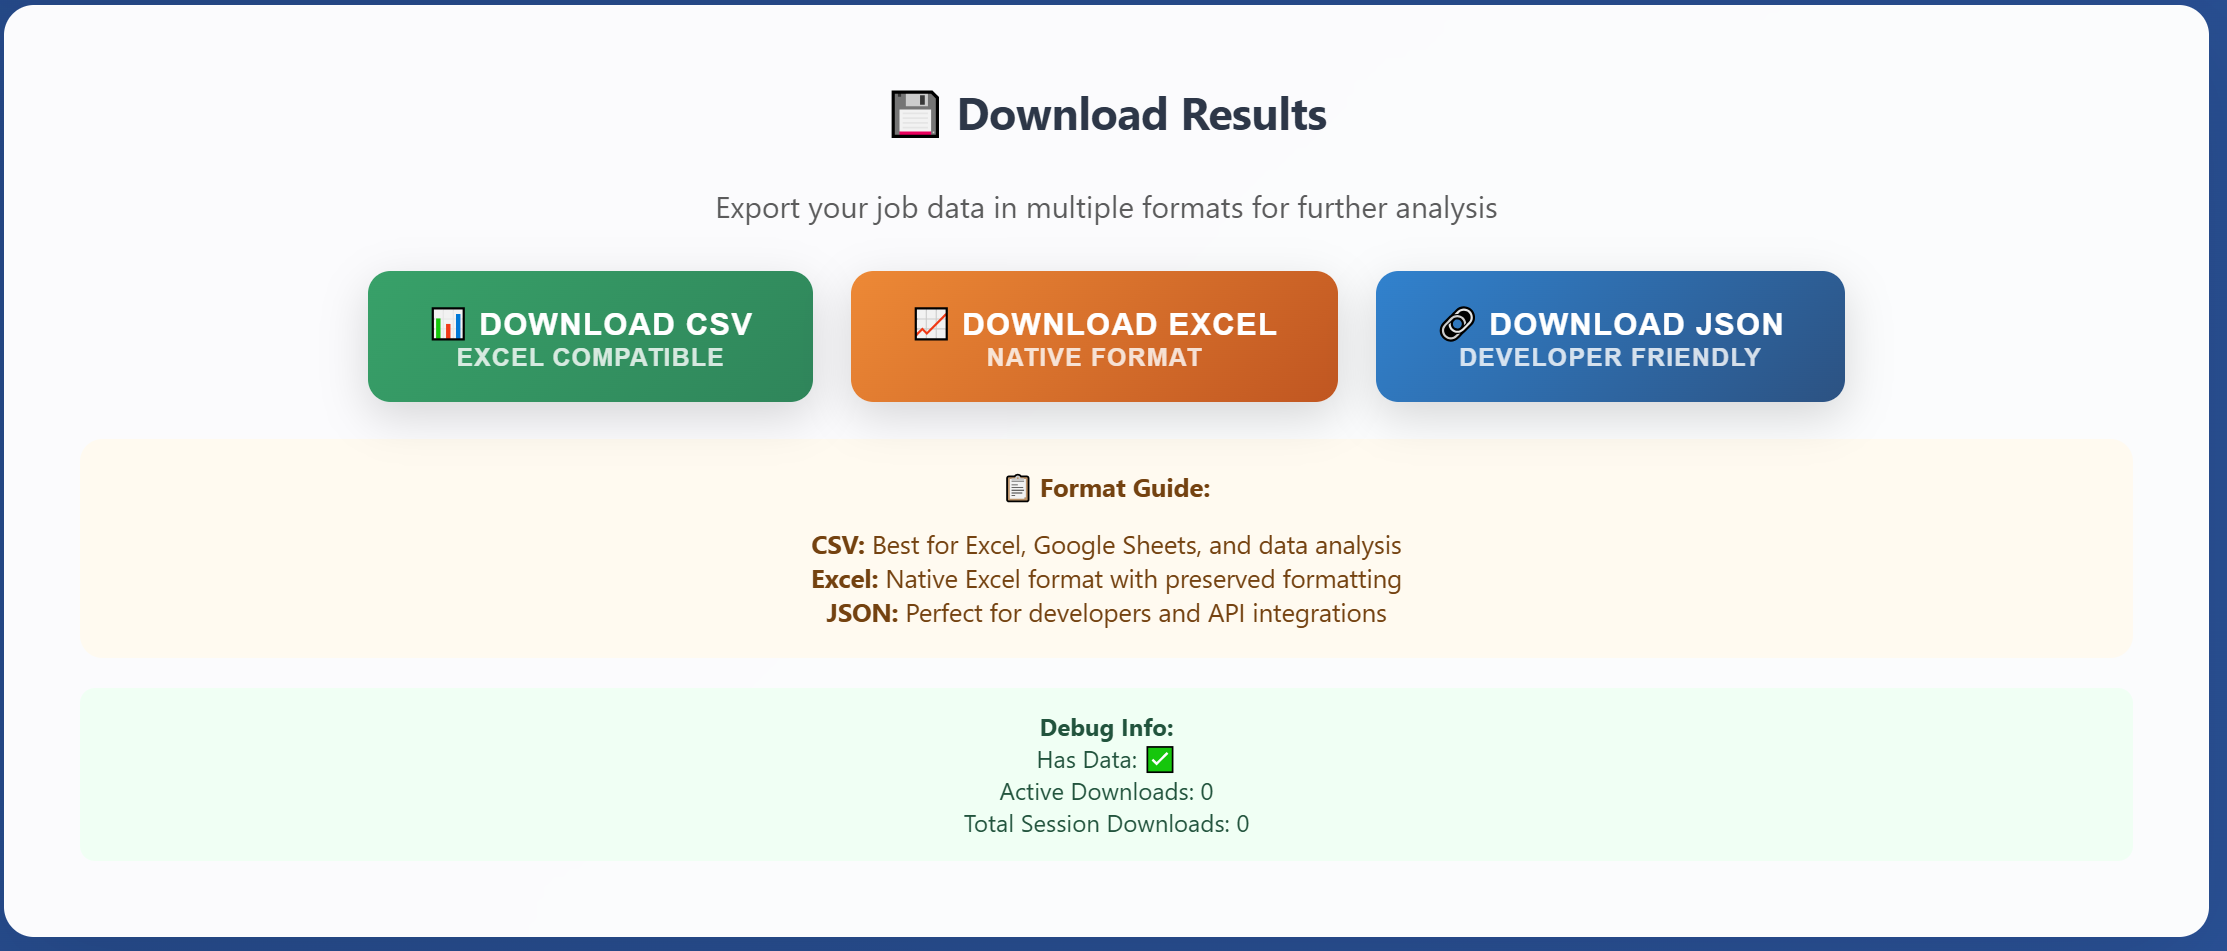 Download Results
Export your job data in multiple formats for further analysis
DOWNLOAD CSV
EXCEL COMPATIBLE
DOWNLOAD EXCEL
NATIVE FORMAT
DOWNLOAD JSON
DEVELOPER FRIENDLY
Format Guide:
CSV: Best for Excel, Google Sheets, and data analysis
Excel: Native Excel format with preserved formatting
JSON: Perfect for developers and API integrations
Debug Info:
Has Data: ✅
Active Downloads: 0
Total Session Downloads: 0